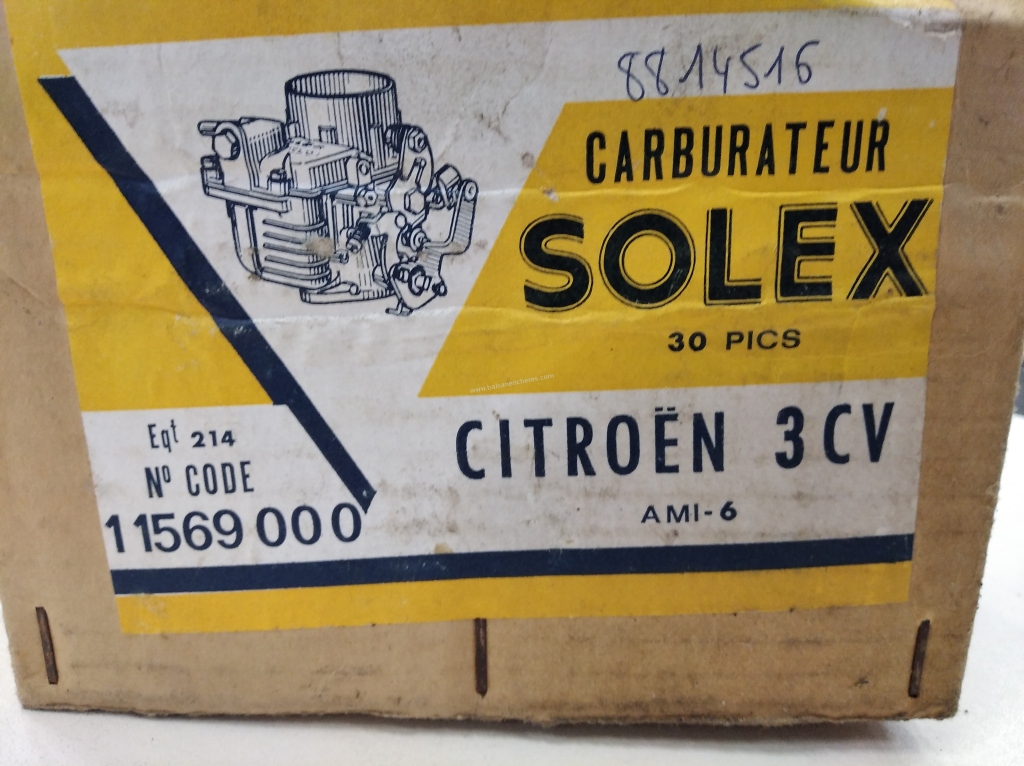 8814516
CARBURATEUR
SOLEX
30 PICS
Eqt 214
Nº CODE
11569000
CITROËN 3CV
AMI-6